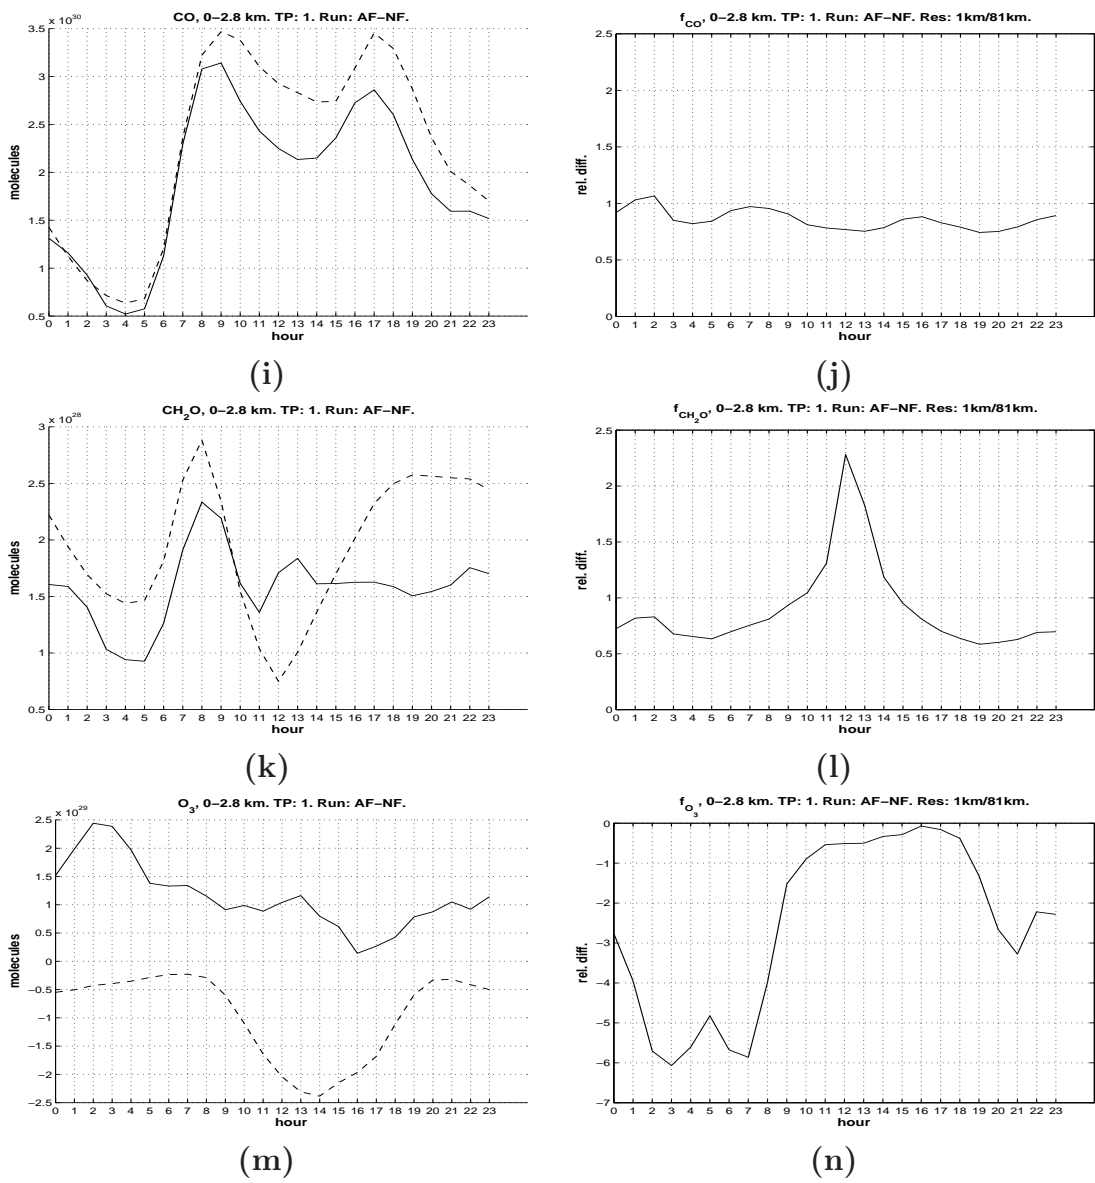 CO, 0−2.8 km. TP: 1. Run: AF−NF.
x 10^30
3.5
3
2.5
2
1.5
1
0.5
molecules
0 1 2 3 4 5 6 7 8 9 10 11 12 13 14 15 16 17 18 19 20 21 22 23
hour
(i)
f_CO, 0−2.8 km. TP: 1. Run: AF−NF. Res: 1km/81km.
2.5
2
1.5
1
0.5
0
rel. diff.
0 1 2 3 4 5 6 7 8 9 10 11 12 13 14 15 16 17 18 19 20 21 22 23
hour
(j)
CH_2O, 0−2.8 km. TP: 1. Run: AF−NF.
x 10^28
3
2.5
2
1.5
1
0.5
molecules
0 1 2 3 4 5 6 7 8 9 10 11 12 13 14 15 16 17 18 19 20 21 22 23
hour
(k)
f_CH_2O, 0−2.8 km. TP: 1. Run: AF−NF. Res: 1km/81km.
2.5
2
1.5
1
0.5
0
rel. diff.
0 1 2 3 4 5 6 7 8 9 10 11 12 13 14 15 16 17 18 19 20 21 22 23
hour
(l)
O_3, 0−2.8 km. TP: 1. Run: AF−NF.
x 10^29
2.5
2
1.5
1
0.5
0
−0.5
−1
−1.5
−2
−2.5
molecules
0 1 2 3 4 5 6 7 8 9 10 11 12 13 14 15 16 17 18 19 20 21 22 23
hour
(m)
f_O_3, 0−2.8 km. TP: 1. Run: AF−NF. Res: 1km/81km.
0
−1
−2
−3
−4
−5
−6
−7
rel. diff.
0 1 2 3 4 5 6 7 8 9 10 11 12 13 14 15 16 17 18 19 20 21 22 23
hour
(n)